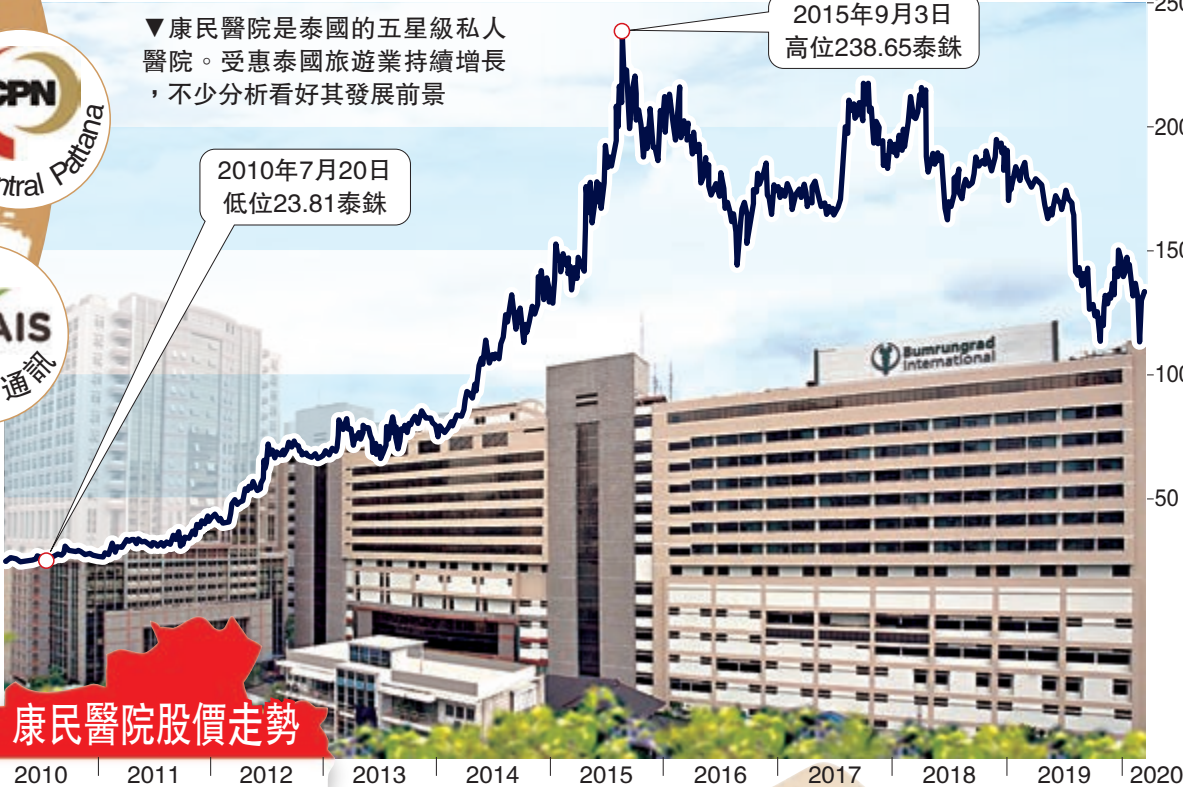 ▼康民醫院是泰國的五星級私人
醫院。受惠泰國旅遊業持續增長
，不少分析看好其發展前景
2015年9月3日
高位238.65泰銖
2010年7月20日
低位23.81泰銖
CPN
ntral Pattana
AIS
通訊
250
200
150
100
50
Bumrungrad
International
康民醫院股價走勢
2010 2011 2012 2013 2014 2015 2016 2017 2018 2019 2020